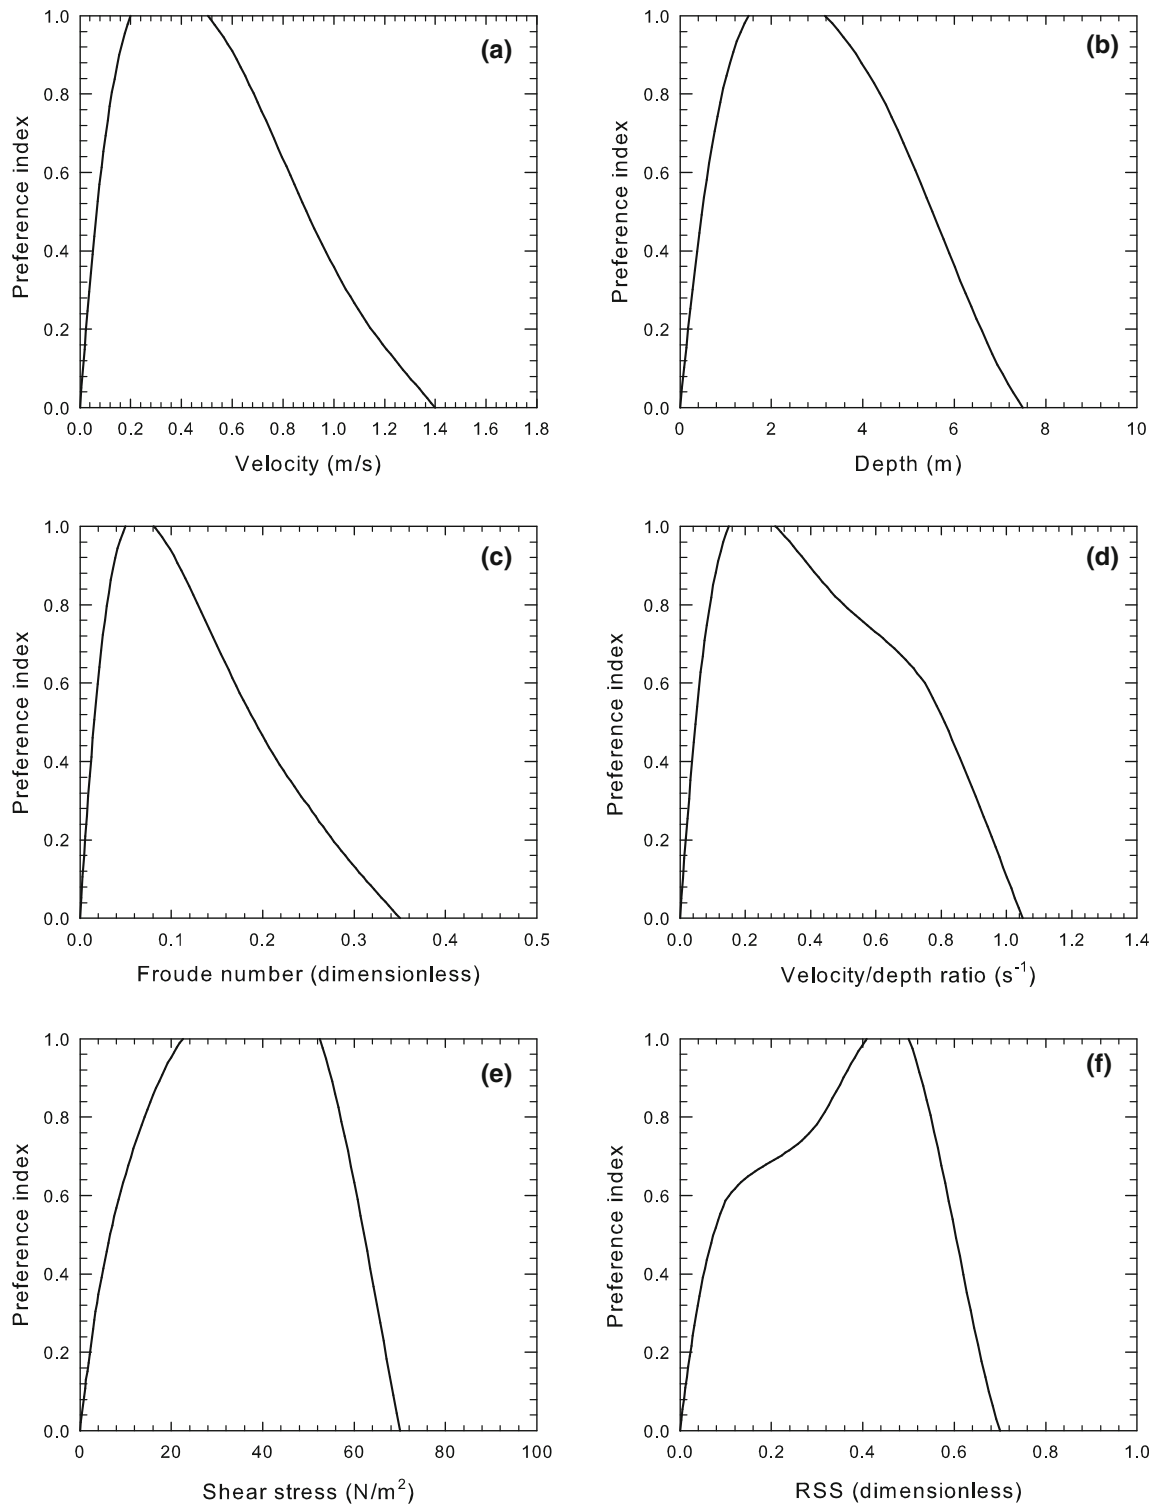 1.0
0.8
0.6
0.4
0.2
0.0
Preference index
(a)
0.0 0.2 0.4 0.6 0.8 1.0 1.2 1.4 1.6 1.8
Velocity (m/s)
1.0
0.8
0.6
0.4
0.2
0.0
Preference index
(b)
0 2 4 6 8 10
Depth (m)
1.0
0.8
0.6
0.4
0.2
0.0
Preference index
(c)
0.0 0.1 0.2 0.3 0.4 0.5
Froude number (dimensionless)
1.0
0.8
0.6
0.4
0.2
0.0
Preference index
(d)
0.0 0.2 0.4 0.6 0.8 1.0 1.2 1.4
Velocity/depth ratio (s⁻¹)
1.0
0.8
0.6
0.4
0.2
0.0
Preference index
(e)
0 20 40 60 80 100
Shear stress (N/m²)
1.0
0.8
0.6
0.4
0.2
0.0
Preference index
(f)
0.0 0.2 0.4 0.6 0.8 1.0
RSS (dimensionless)